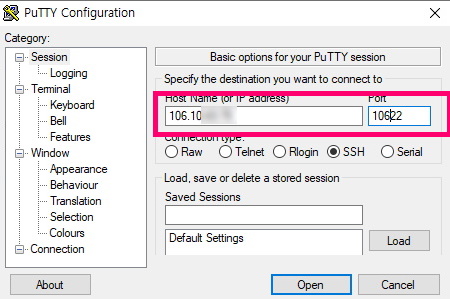 PuTTY Configuration
Category:
Session
Logging
Terminal
Keyboard
Bell
Features
Window
Appearance
Behaviour
Translation
Selection
Colours
Connection
Basic options for your PuTTY session
Specify the destination you want to connect to
Host Name (or IP address) Port
106.10 10622
Connection type:
Raw Telnet Rlogin SSH Serial
Load, save or delete a stored session
Saved Sessions
Default Settings Load
About Open Cancel